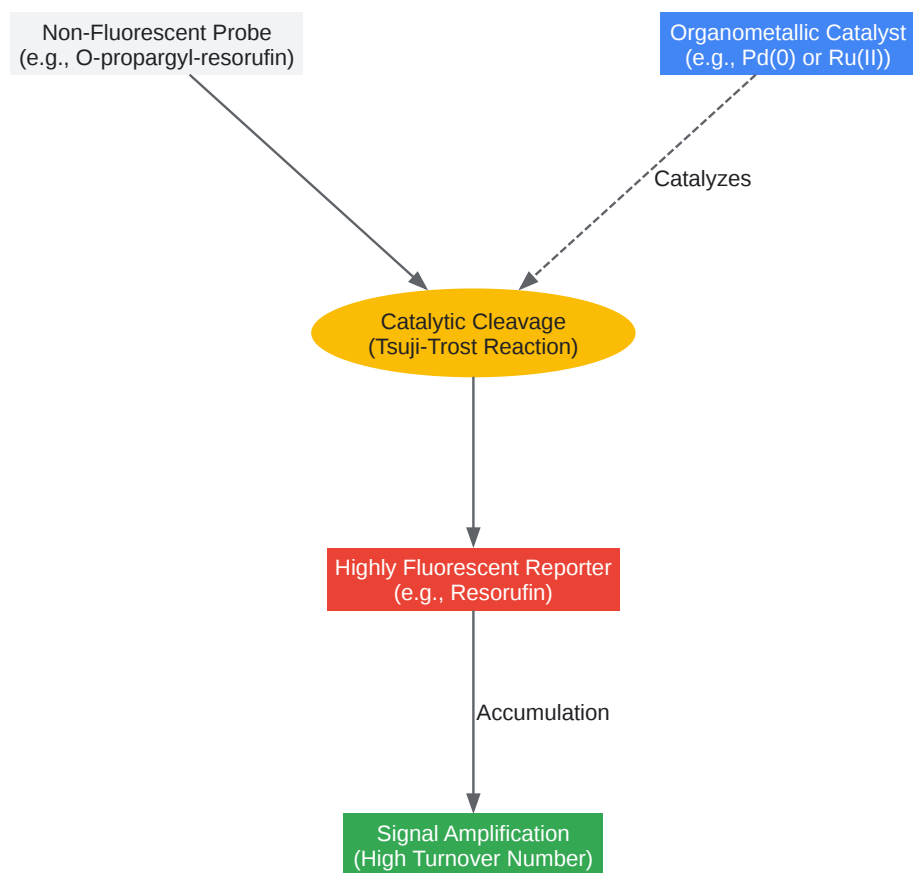 Non-Fluorescent Probe
(e.g., O-propargyl-resorufin)
Organometallic Catalyst
(e.g., Pd(0) or Ru(II))
Catalyzes
Catalytic Cleavage
(Tsuji-Trost Reaction)
Highly Fluorescent Reporter
(e.g., Resorufin)
Accumulation
Signal Amplification
(High Turnover Number)